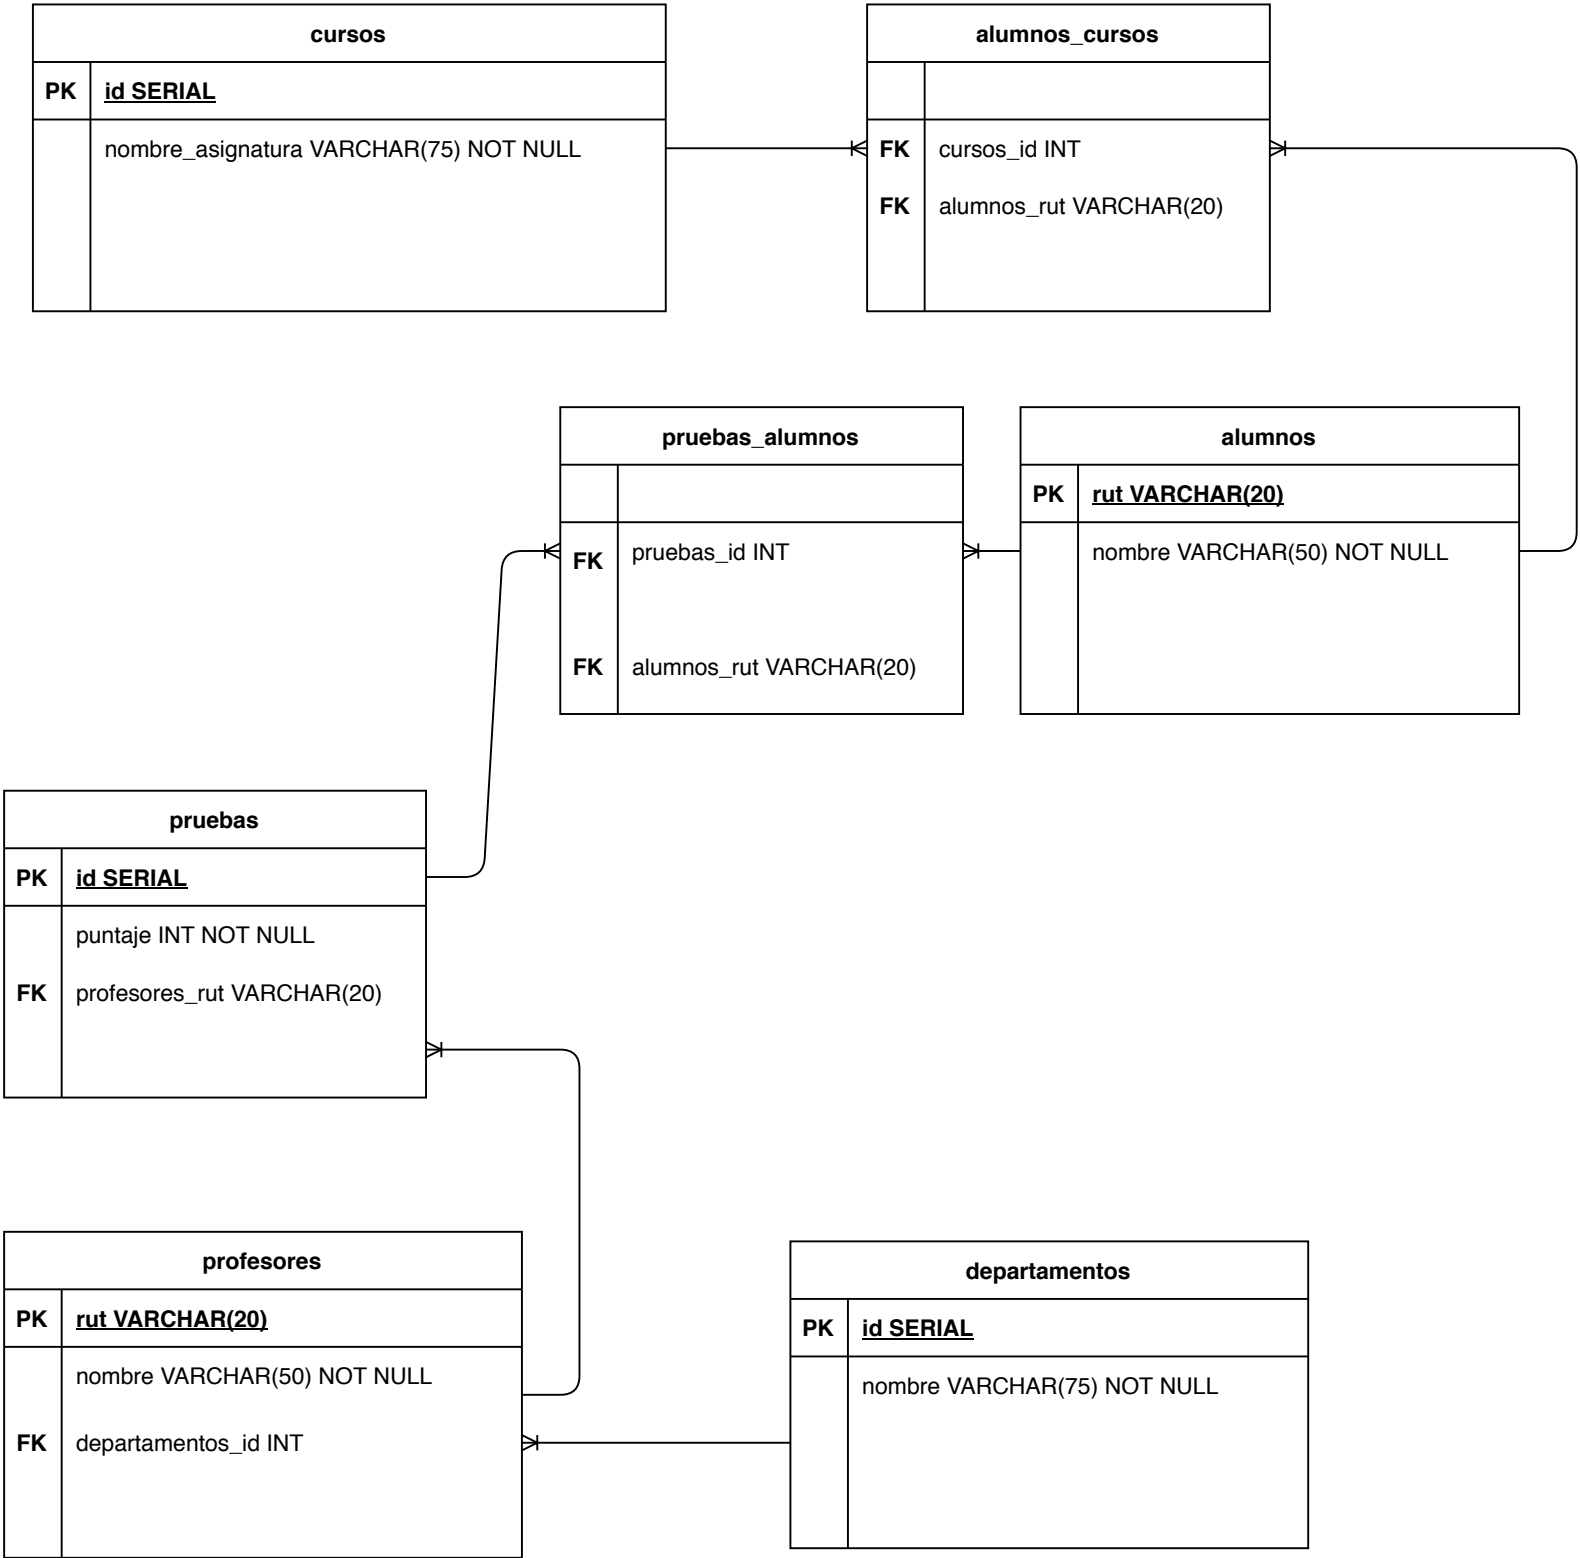 cursos
PK id SERIAL
nombre_asignatura VARCHAR(75) NOT NULL
alumnos_cursos
FK cursos_id INT
FK alumnos_rut VARCHAR(20)
pruebas_alumnos
FK pruebas_id INT
FK alumnos_rut VARCHAR(20)
alumnos
PK rut VARCHAR(20)
nombre VARCHAR(50) NOT NULL
pruebas
PK id SERIAL
puntaje INT NOT NULL
FK profesores_rut VARCHAR(20)
profesores
PK rut VARCHAR(20)
nombre VARCHAR(50) NOT NULL
FK departamentos_id INT
departamentos
PK id SERIAL
nombre VARCHAR(75) NOT NULL